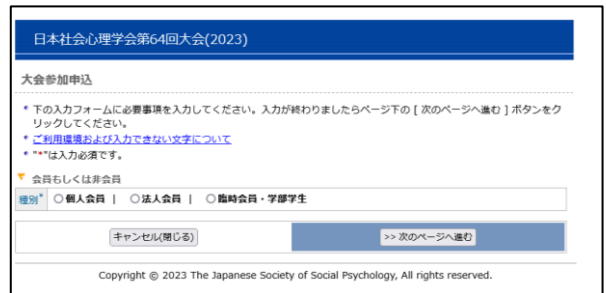 日本社会心理学会第64回大会(2023)
大会参加申込
* 下の入力フォームに必要事項を入力してください。入力が終わりましたらページ下の [ 次のページへ進む ] ボタンをク
リックしてください。
* ご利用環境および入力できない文字について
* "*"は入力必須です。
会員もしくは非会員
種別* ○個人会員 | ○法人会員 | ○臨時会員・学部学生
キャンセル(閉じる) >> 次のページへ進む
Copyright © 2023 The Japanese Society of Social Psychology, All rights reserved.